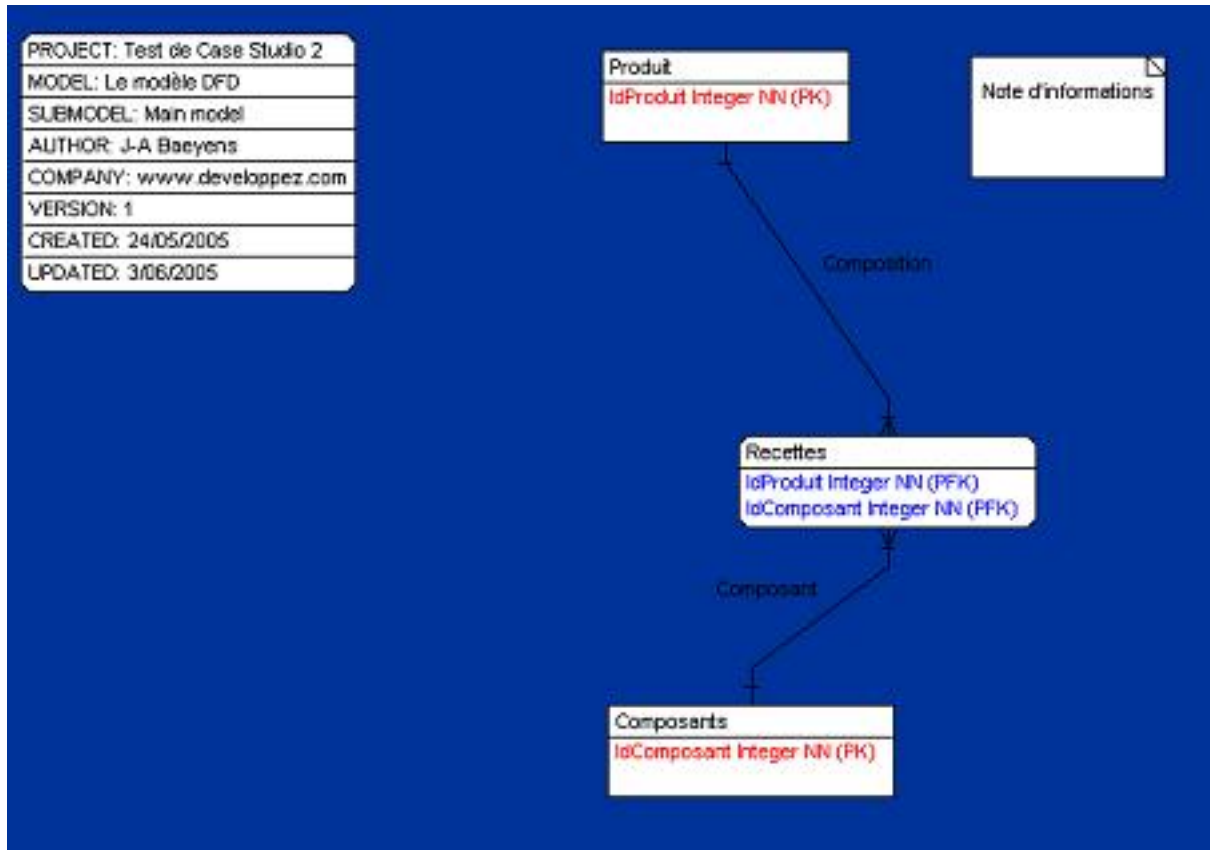 PROJECT: Test de Case Studio 2
MODEL: Le modèle DFD
SUBMODEL: Main model
AUTHOR: J-A Baeyens
COMPANY: www.developpez.com
VERSION: 1
CREATED: 24/05/2005
UPDATED: 3/06/2005
Produit
IdProduit Integer NN (PK)
Note d'informations
Composition
Recettes
IdProduit Integer NN (PFK)
IdComposant Integer NN (PFK)
Composant
Composants
IdComposant Integer NN (PK)